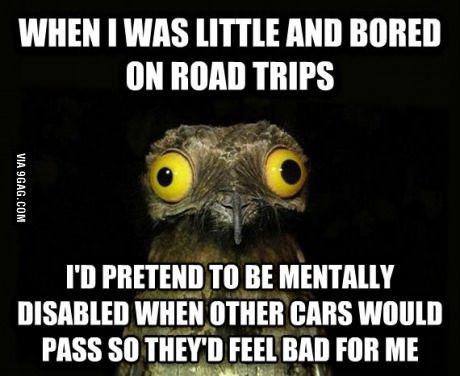 WHEN I WAS LITTLE AND BORED
ON ROAD TRIPS
VIA 9GAG.COM
I'D PRETEND TO BE MENTALLY
DISABLED WHEN OTHER CARS WOULD
PASS SO THEY'D FEEL BAD FOR ME